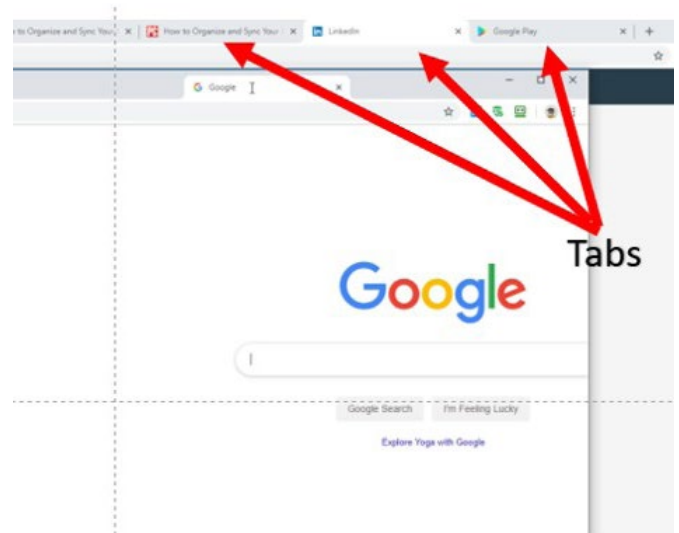 to Organize and Sync You How to Organize and Sync Your LinkedIn Google Play
Google
Tabs
Google
Google Search I'm Feeling Lucky
Explore Yoga with Google